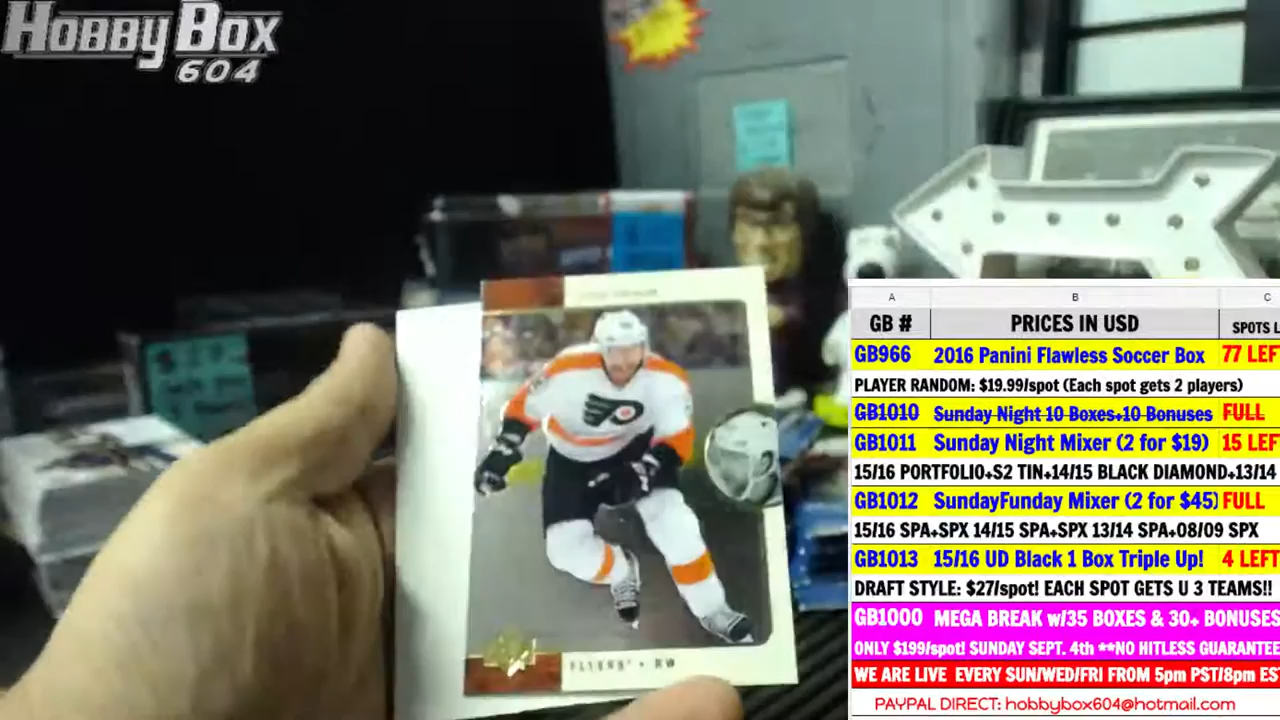 HOBBY BOX
604
FLYERS • RW
A B C
GB # PRICES IN USD SPOTS L
GB966 2016 Panini Flawless Soccer Box 77 LEF
PLAYER RANDOM: $19.99/spot (Each spot gets 2 players)
GB1010 Sunday Night 10 Boxes+10 Bonuses FULL
GB1011 Sunday Night Mixer (2 for $19) 15 LEF
15/16 PORTFOLIO+S2 TIN+14/15 BLACK DIAMOND+13/14
GB1012 SundayFunday Mixer (2 for $45) FULL
15/16 SPA+SPX 14/15 SPA+SPX 13/14 SPA+08/09 SPX
GB1013 15/16 UD Black 1 Box Triple Up! 4 LEFT
DRAFT STYLE: $27/spot! EACH SPOT GETS U 3 TEAMS!!
GB1000 MEGA BREAK w/35 BOXES & 30+ BONUSES
ONLY $199/spot! SUNDAY SEPT. 4th **NO HITLESS GUARANTEE
WE ARE LIVE EVERY SUN/WED/FRI FROM 5pm PST/8pm ES
PAYPAL DIRECT: hobbybox604@hotmail.com